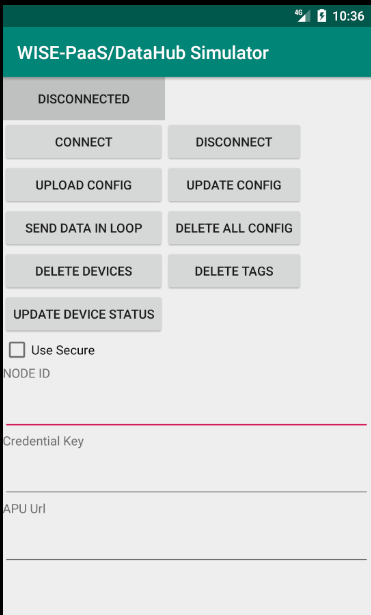 4G 10:36
WISE-PaaS/DataHub Simulator
DISCONNECTED
CONNECT DISCONNECT
UPLOAD CONFIG UPDATE CONFIG
SEND DATA IN LOOP DELETE ALL CONFIG
DELETE DEVICES DELETE TAGS
UPDATE DEVICE STATUS
Use Secure
NODE ID
Credential Key
APU Url